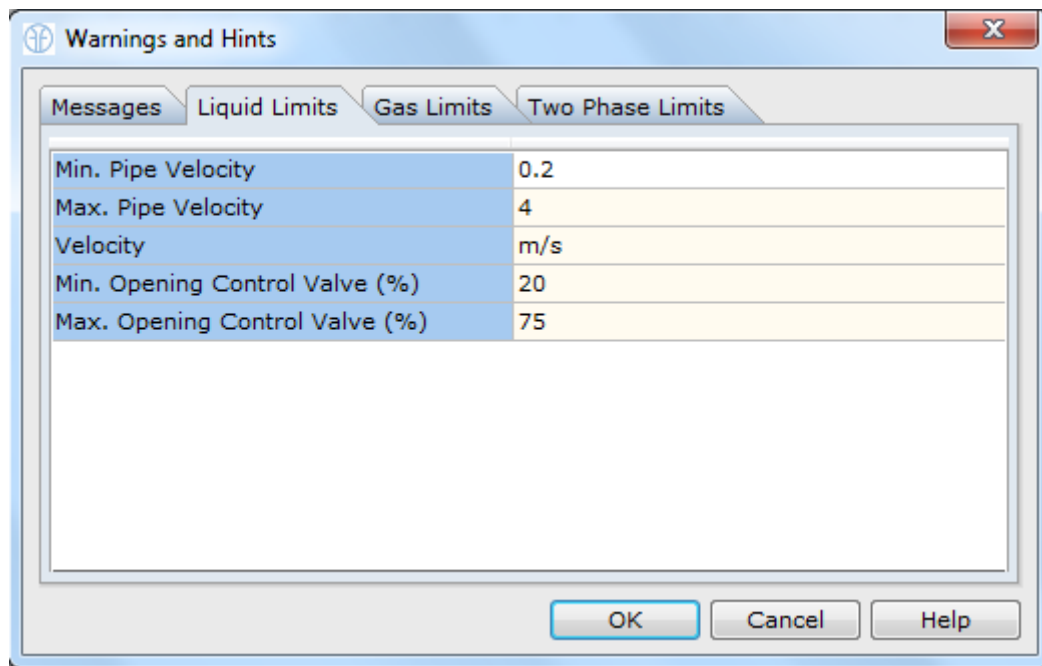 Warnings and Hints
Messages Liquid Limits Gas Limits Two Phase Limits
Min. Pipe Velocity 0.2
Max. Pipe Velocity 4
Velocity m/s
Min. Opening Control Valve (%) 20
Max. Opening Control Valve (%) 75
OK Cancel Help